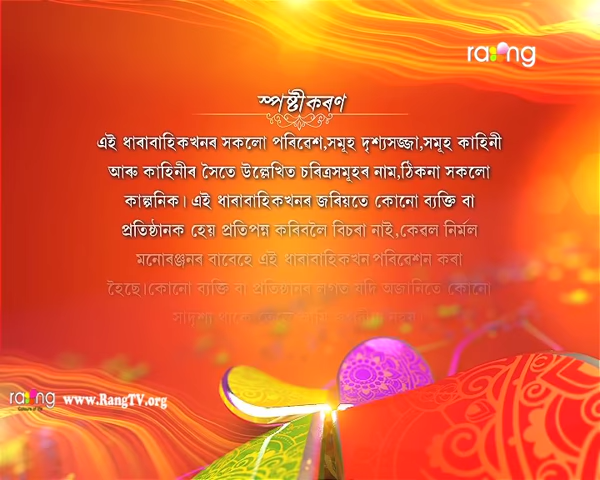 raang
স্পষ্টীকৰণ
এই ধাৰাবাহিকখনৰ সকলো পৰিৱেশ,সমূহ দৃশ্যসজ্জা,সমূহ কাহিনী
আৰু কাহিনীৰ সৈতে উল্লেখিত চৰিত্ৰসমূহৰ নাম,ঠিকনা সকলো
কাল্পনিক। এই ধাৰাবাহিকখনৰ জৰিয়তে কোনো ব্যক্তি বা
প্ৰতিষ্ঠানক হেয় প্ৰতিপন্ন কৰিবলৈ বিচৰা নাই,কেৱল নিৰ্মল
মনোৰঞ্জনৰ বাবেহে এই ধাৰাবাহিকখন পৰিৱেশন কৰা
হৈছে।কোনো ব্যক্তি বা প্ৰতিষ্ঠানৰ লগত যদি অজানিতে কোনো
সাদৃশ্য
www.RangTV.org